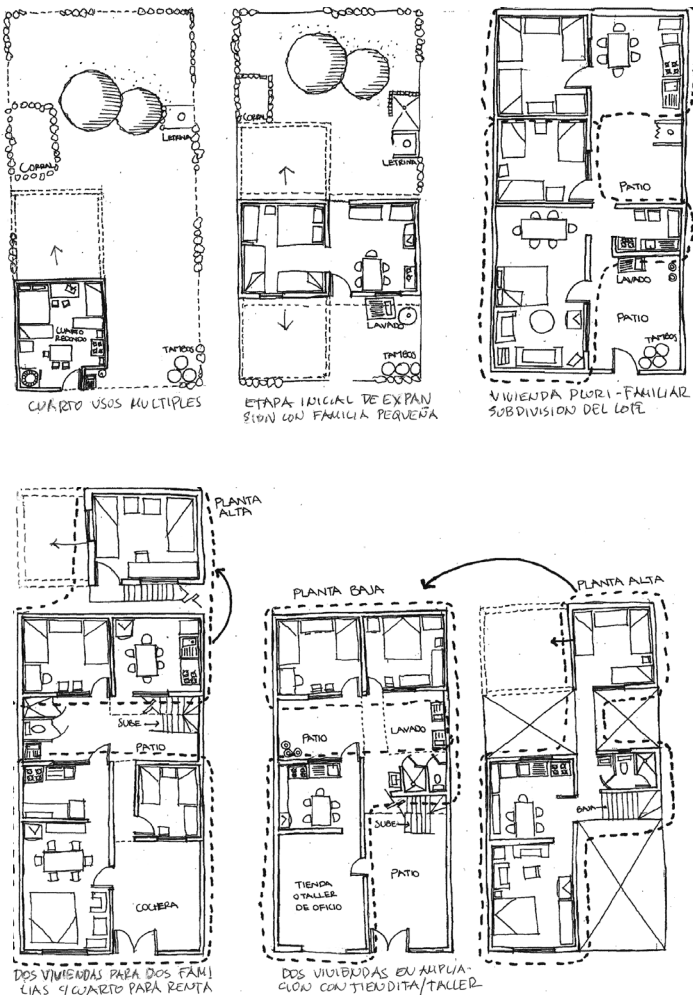 CORRAL
LETRINA
CUARTO
REDONDO
TAMBOS
CUARTO USOS MULTIPLES
CORRAL
LETRINA
LAVADO
TAMBOS
ETAPA INICIAL DE EXPAN
SION CON FAMILIA PEQUEÑA
PATIO
LAVADO
PATIO
TAMBOS
VIVIENDA PLURI-FAMILIAR
SUBDIVISION DEL LOTE
PLANTA
ALTA
SUBE
PATIO
COCHERA
DOS VIVIENDAS PARA DOS FAMI
LIAS Y CUARTO PARA RENTA
PLANTA BAJA
PATIO
LAVADO
SUBE
TIENDA
O TALLER
DE OFICIO
PATIO
DOS VIVIENDAS EN AMPLIA-
CION CON TIENDITA/TALLER
PLANTA ALTA
BAJA